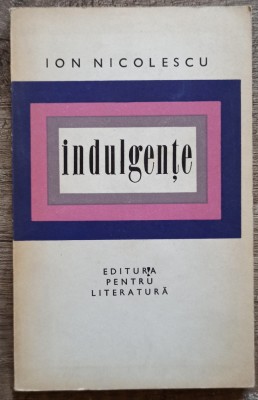 ION NICOLESCU
indulgențe
EDITURA
PENTRU
LITERATURĂ